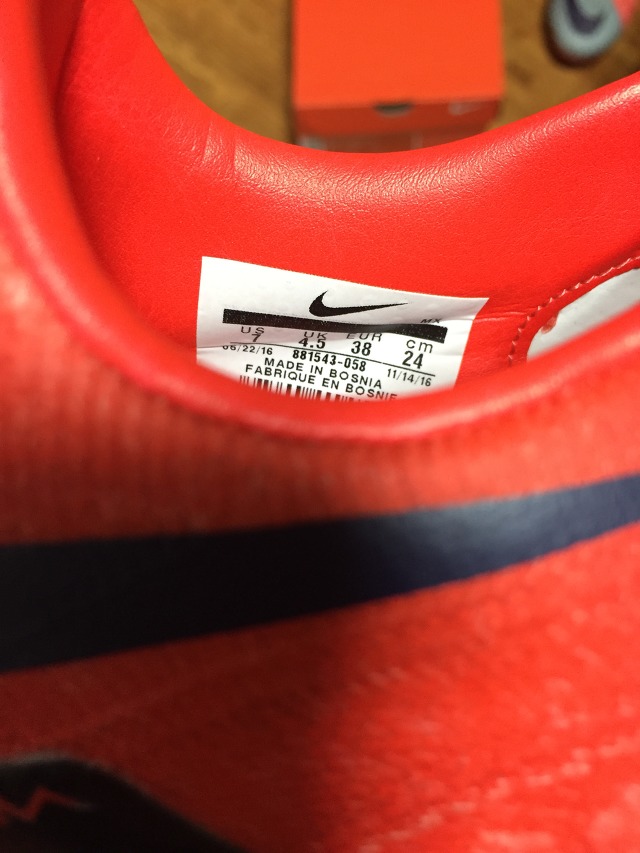 US UK EUR cm MX
7 4.5 38 24
06/22/16 881543-058 11/14/16
MADE IN BOSNIA
FABRIQUE EN BOSNIE